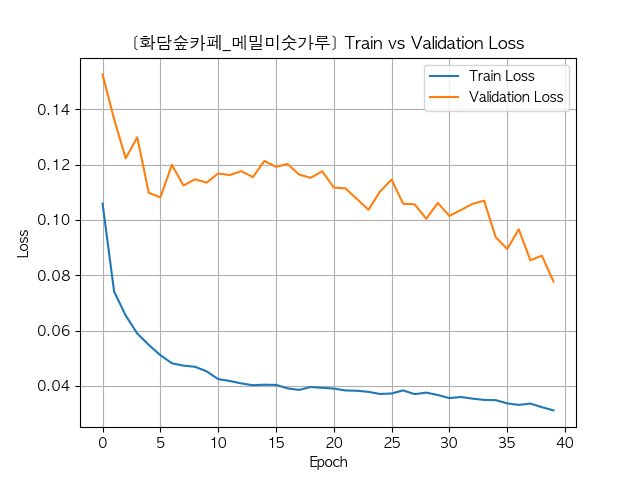 [화담숲카페_메밀미숫가루] Train vs Validation Loss
Train Loss
Validation Loss
Loss
0.14
0.12
0.10
0.08
0.06
0.04
0 5 10 15 20 25 30 35 40
Epoch